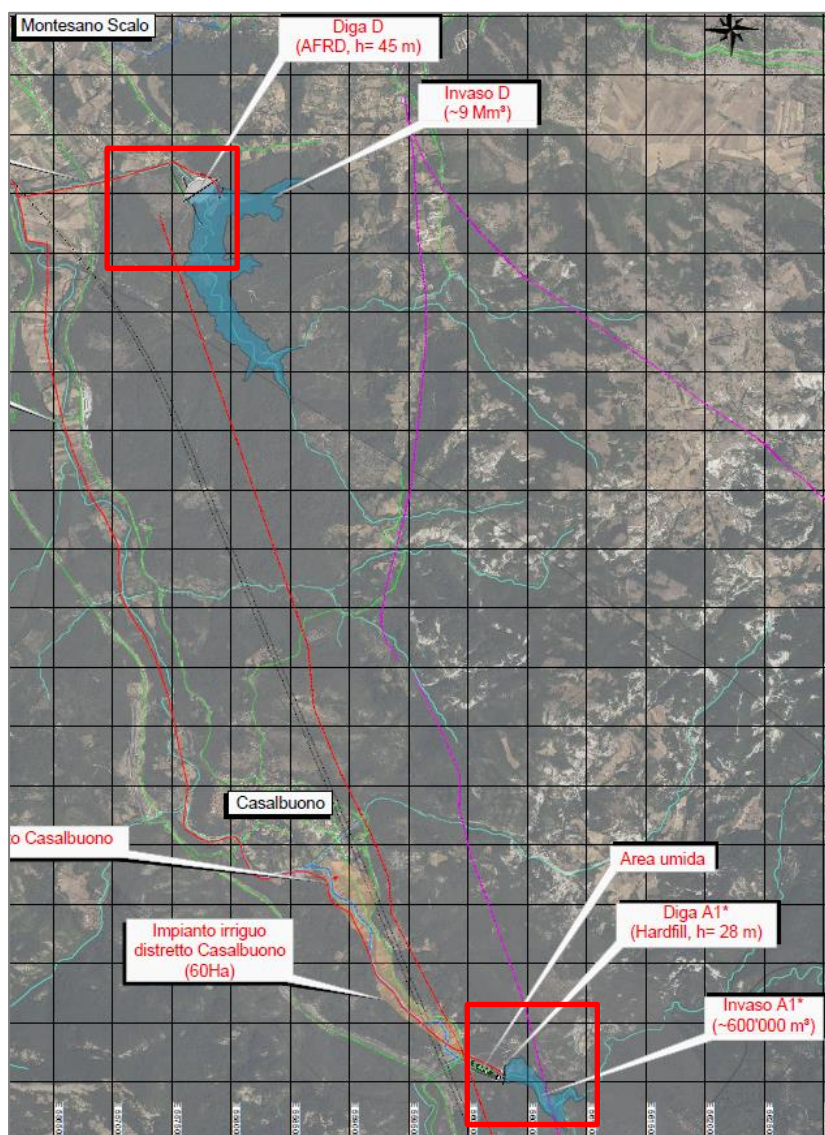 Montesano Scalo
Diga D
(AFRD, h= 45 m)
Invaso D
(~9 Mm³)
Casalbuono
to Casalbuono
Impianto irriguo
distretto Casalbuono
(60Ha)
Area umida
Diga A1*
(Hardfill, h= 28 m)
Invaso A1*
(~600'000 m³)